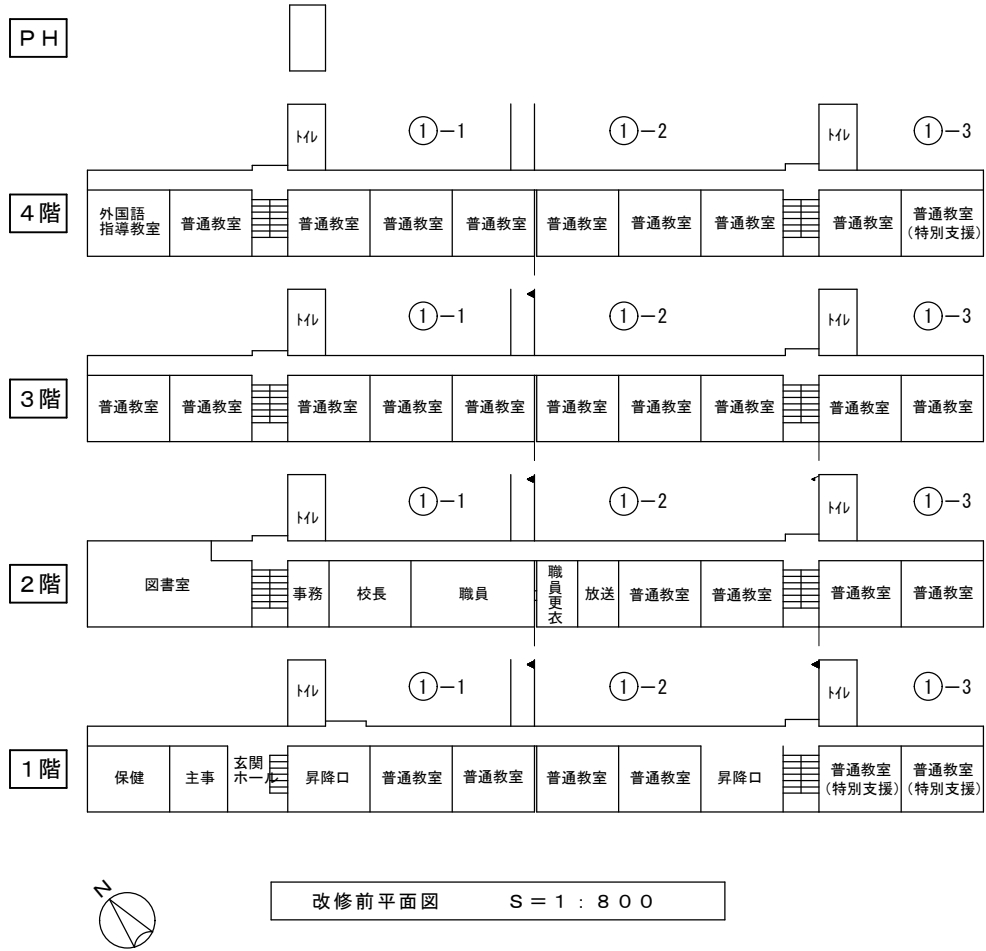 PH
トイレ ①-1 ①-2 トイレ ①-3
4階
外国語
指導教室 普通教室 普通教室 普通教室 普通教室 普通教室 普通教室 普通教室 普通教室 普通教室
(特別支援)
トイレ ①-1 ①-2 トイレ ①-3
3階
普通教室 普通教室 普通教室 普通教室 普通教室 普通教室 普通教室 普通教室 普通教室 普通教室
トイレ ①-1 ①-2 トイレ ①-3
2階
図書室 事務 校長 職員 職員更衣 放送 普通教室 普通教室 普通教室 普通教室
トイレ ①-1 ①-2 トイレ ①-3
1階
保健 主事 玄関
ホール 昇降口 普通教室 普通教室 普通教室 普通教室 昇降口 普通教室
(特別支援) 普通教室
(特別支援)
N
改修前平面図 S=1:800